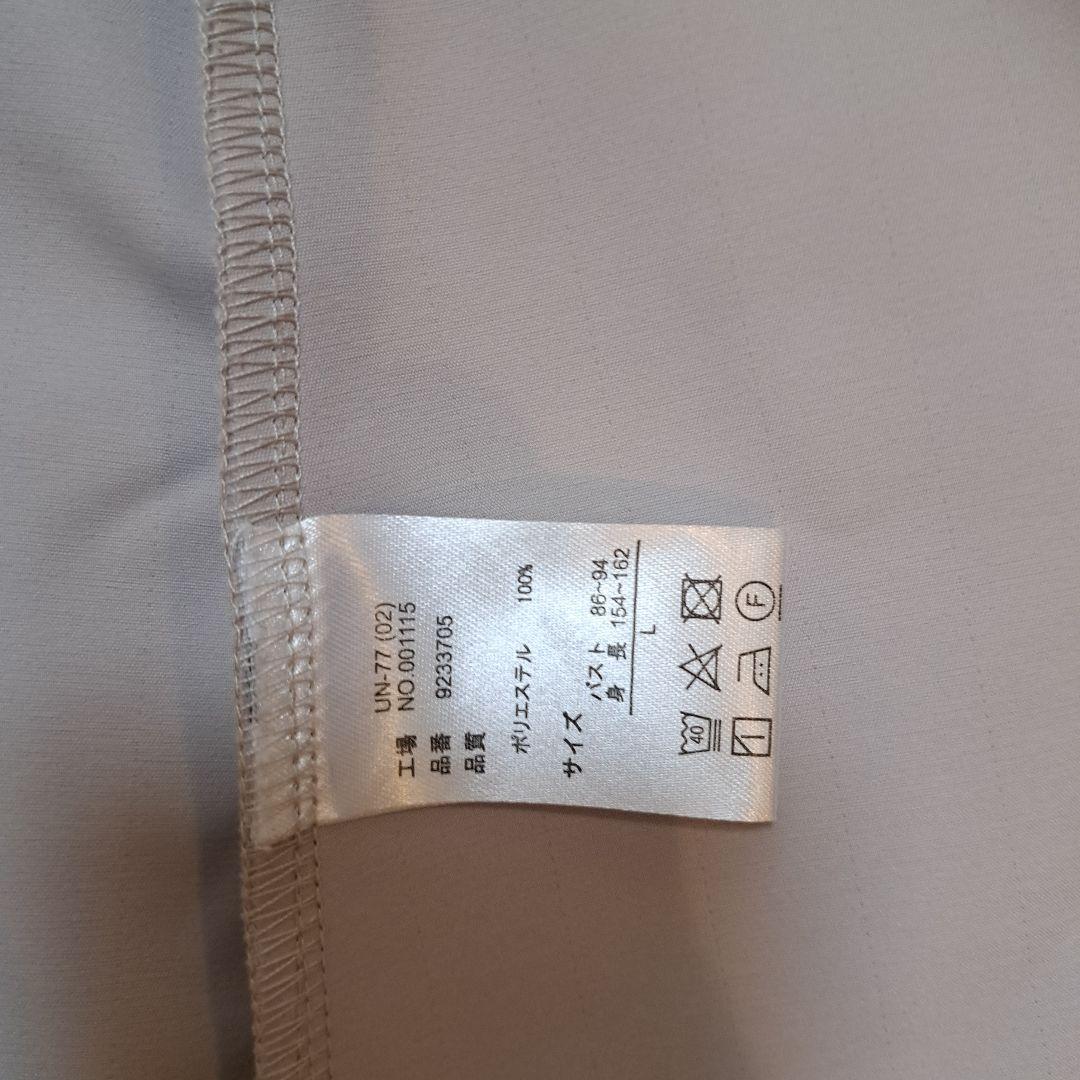 UN-77 (02)
工場 NO.001115
品番 9233705
品質
ポリエステル 100%
サイズ
バスト 86~94
身長 154~162
L
40
F